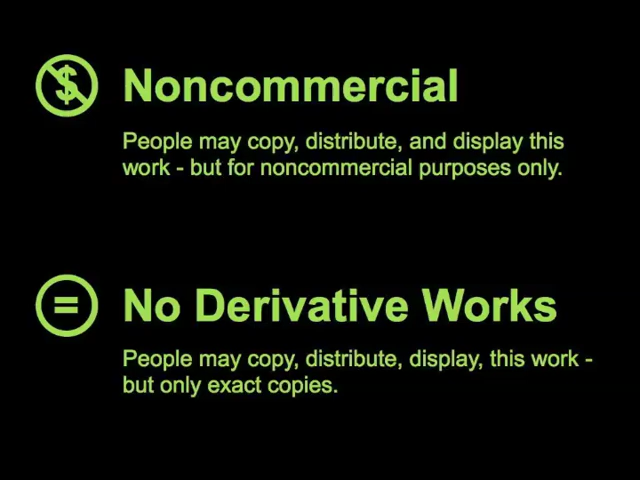 Noncommercial
People may copy, distribute, and display this
work - but for noncommercial purposes only.
No Derivative Works
People may copy, distribute, display, this work -
but only exact copies.